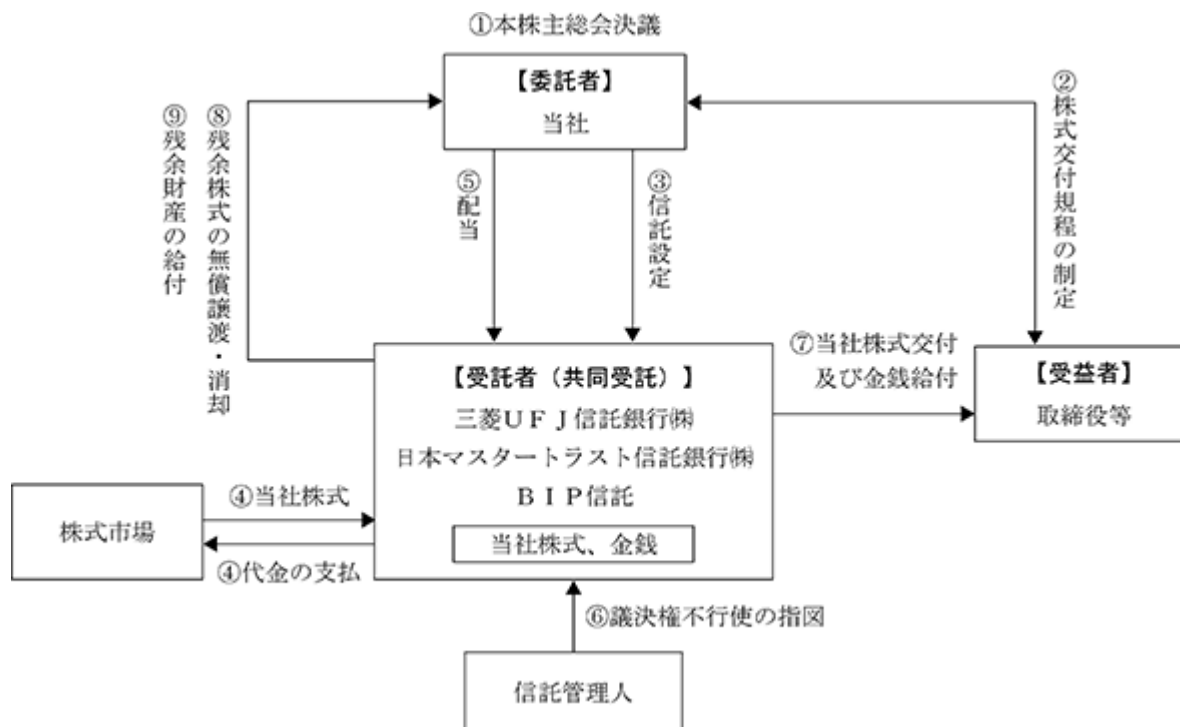 ①本株主総会決議
【委託者】
当社
⑨残余財産の給付
⑧残余株式の無償譲渡・消却
⑤配当
③信託設定
②株式交付規程の制定
⑦当社株式交付
及び金銭給付
【受託者（共同受託）】
三菱ＵＦＪ信託銀行㈱
日本マスタートラスト信託銀行㈱
ＢＩＰ信託
当社株式、金銭
【受益者】
取締役等
株式市場
④当社株式
④代金の支払
⑥議決権不行使の指図
信託管理人